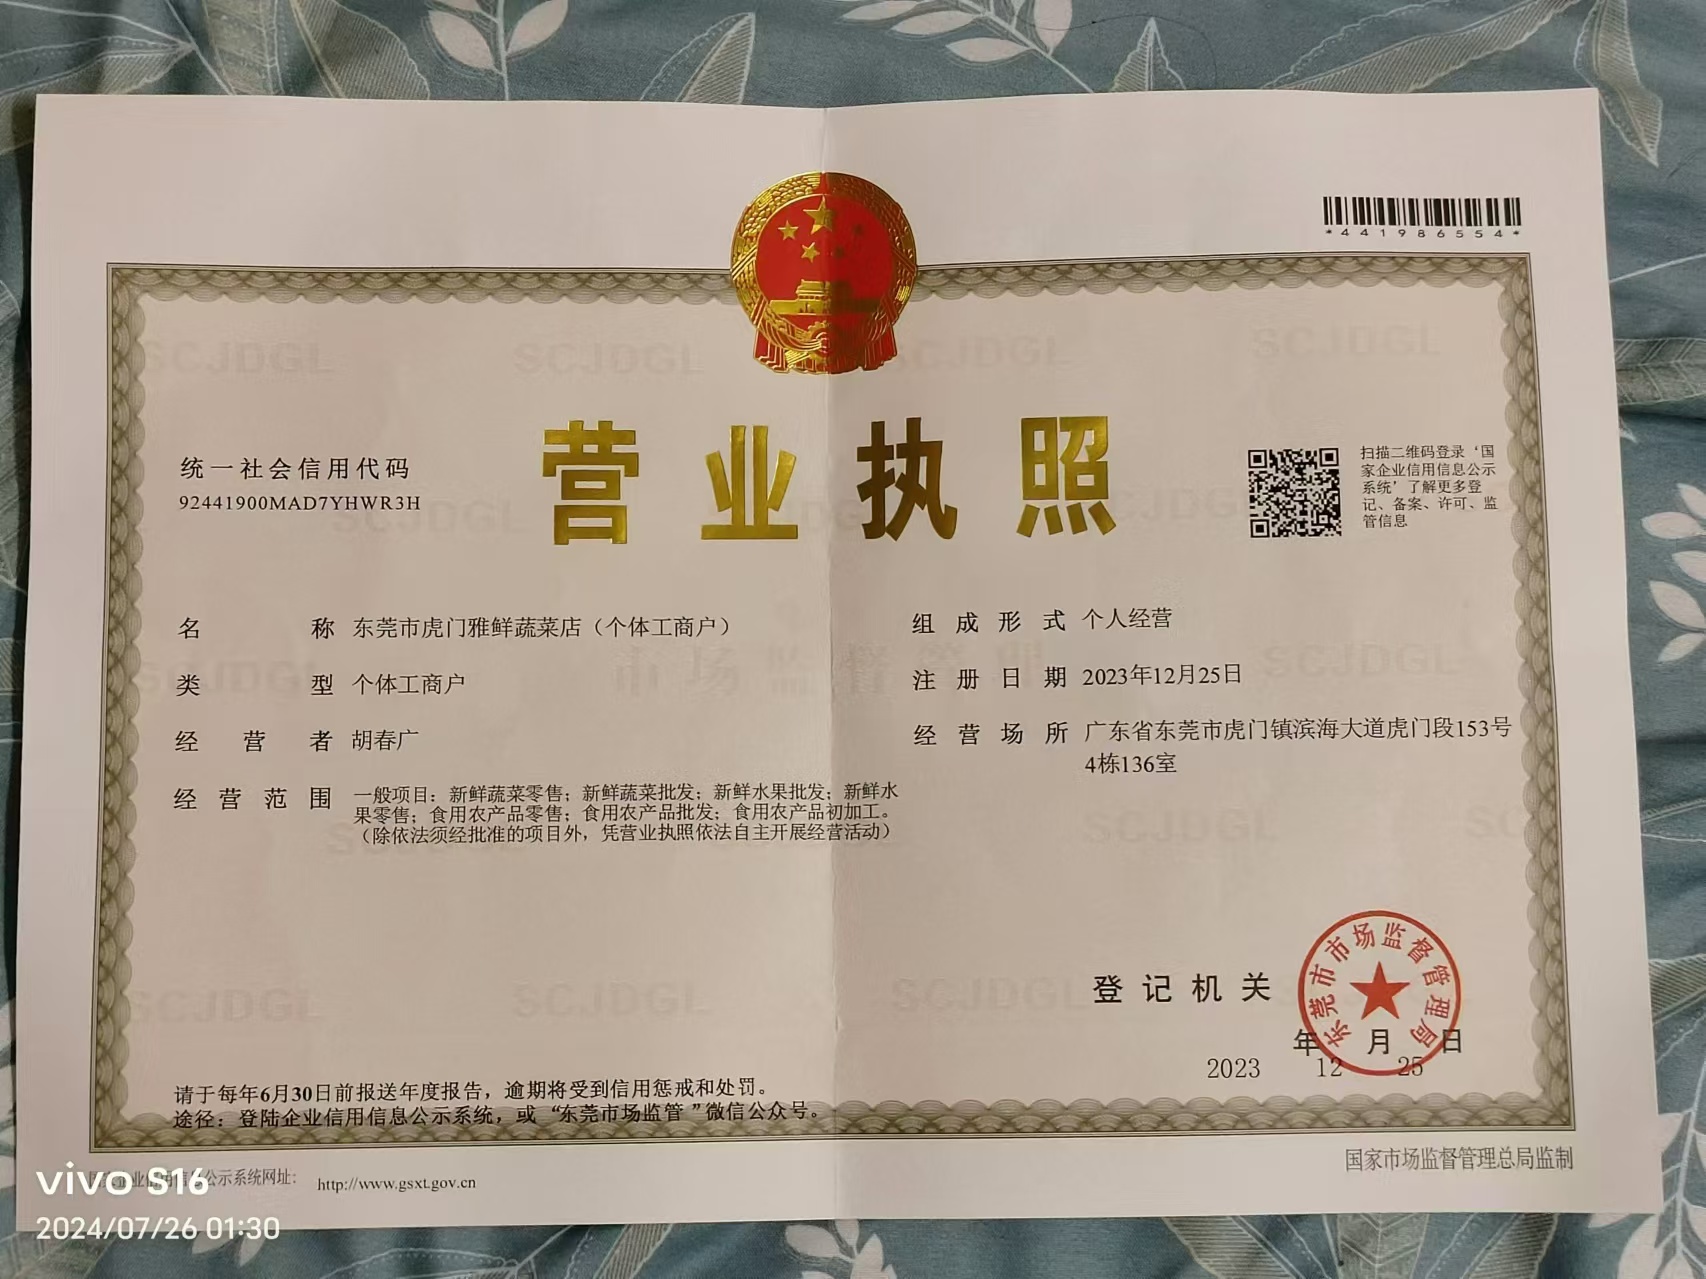 *441986554*
营业执照
统一社会信用代码
92441900MAD7YHWR3H
扫描二维码登录‘国
家企业信用信息公示
系统’了解更多登
记、备案、许可、监
管信息
名称 东莞市虎门雅鲜蔬菜店（个体工商户）
类型 个体工商户
经营者 胡春广
经营范围 一般项目：新鲜蔬菜零售；新鲜蔬菜批发；新鲜水果批发；新鲜水
果零售；食用农产品零售；食用农产品批发；食用农产品初加工。
（除依法须经批准的项目外，凭营业执照依法自主开展经营活动）
组成形式 个人经营
注册日期 2023年12月25日
经营场所 广东省东莞市虎门镇滨海大道虎门段153号
4栋136室
登记机关
东莞市市场监督管理局
年 月 日
2023 12 25
请于每年6月30日前报送年度报告，逾期将受到信用惩戒和处罚。
途径：登陆企业信用信息公示系统，或“东莞市场监管”微信公众号。
国家企业信用信息公示系统网址： http://www.gsxt.gov.cn
国家市场监督管理总局监制
SCJDGL
市场监督管理
vivo S16
2024/07/26 01:30